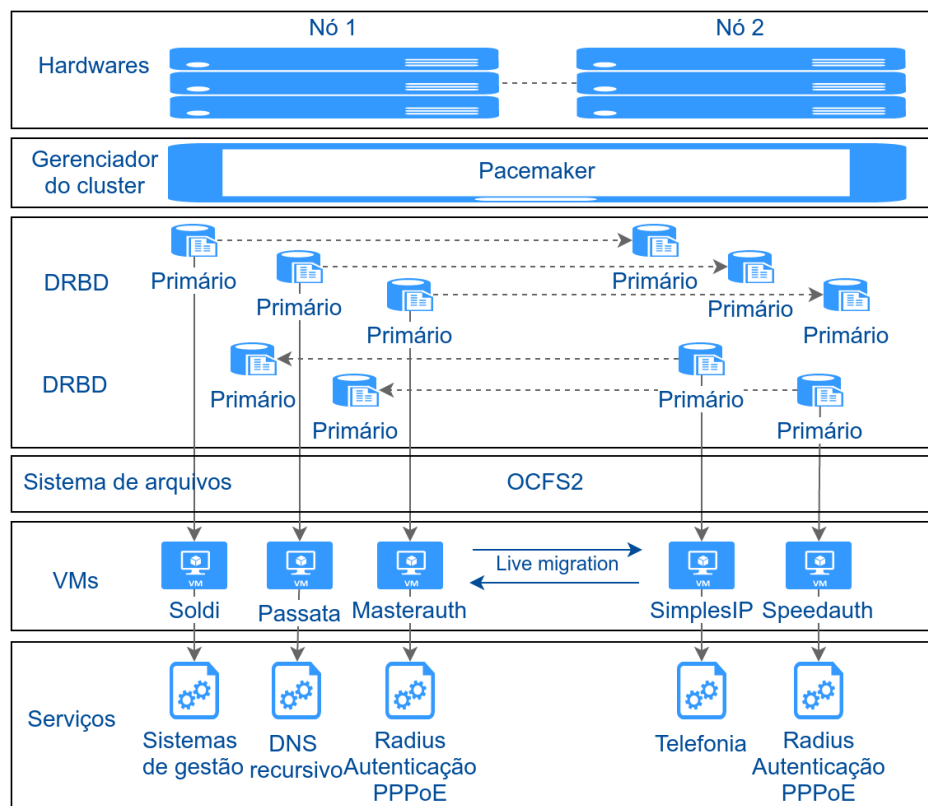 Nó 1
Nó 2
Hardwares
Gerenciador
do cluster
Pacemaker
DRBD
Primário
Primário
Primário
Primário
Primário
Primário
DRBD
Primário
Primário
Primário
Primário
Sistema de arquivos
OCFS2
VMs
VM
VM
VM
Live migration
VM
VM
Soldi
Passata
Masterauth
SimplesIP
Speedauth
Serviços
Sistemas
de gestão
DNS
recursivo
Radius
Autenticação
PPPoE
Telefonia
Radius
Autenticação
PPPoE